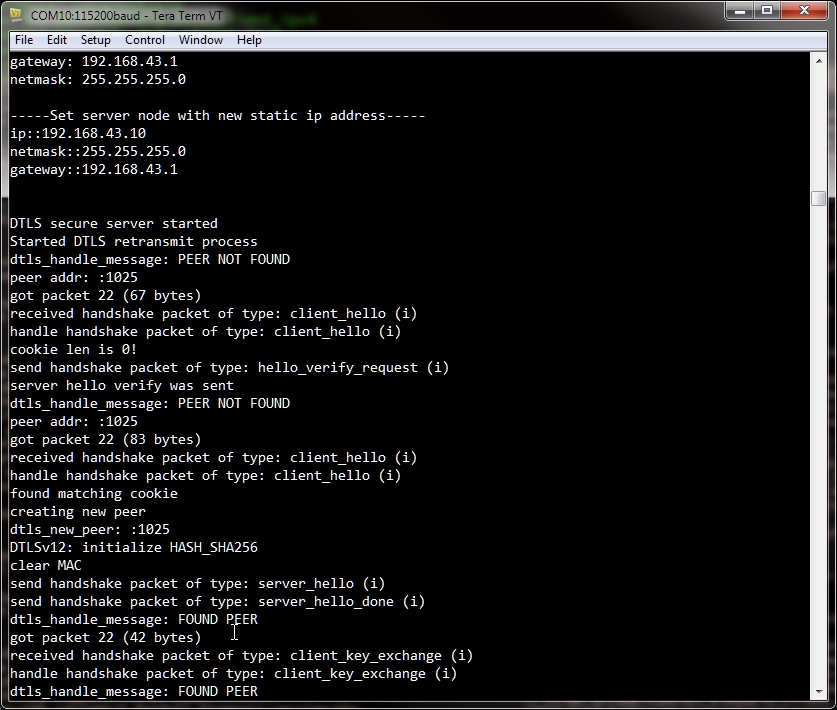 COM10:115200baud - Tera Term VT
File Edit Setup Control Window Help
gateway: 192.168.43.1
netmask: 255.255.255.0
-----Set server node with new static ip address-----
ip::192.168.43.10
netmask::255.255.255.0
gateway::192.168.43.1
DTLS secure server started
Started DTLS retransmit process
dtls_handle_message: PEER NOT FOUND
peer addr: :1025
got packet 22 (67 bytes)
received handshake packet of type: client_hello (i)
handle handshake packet of type: client_hello (i)
cookie len is 0!
send handshake packet of type: hello_verify_request (i)
server hello verify was sent
dtls_handle_message: PEER NOT FOUND
peer addr: :1025
got packet 22 (83 bytes)
received handshake packet of type: client_hello (i)
handle handshake packet of type: client_hello (i)
found matching cookie
creating new peer
dtls_new_peer: :1025
DTLSv12: initialize HASH_SHA256
clear MAC
send handshake packet of type: server_hello (i)
send handshake packet of type: server_hello_done (i)
dtls_handle_message: FOUND PEER
got packet 22 (42 bytes)
received handshake packet of type: client_key_exchange (i)
handle handshake packet of type: client_key_exchange (i)
dtls_handle_message: FOUND PEER